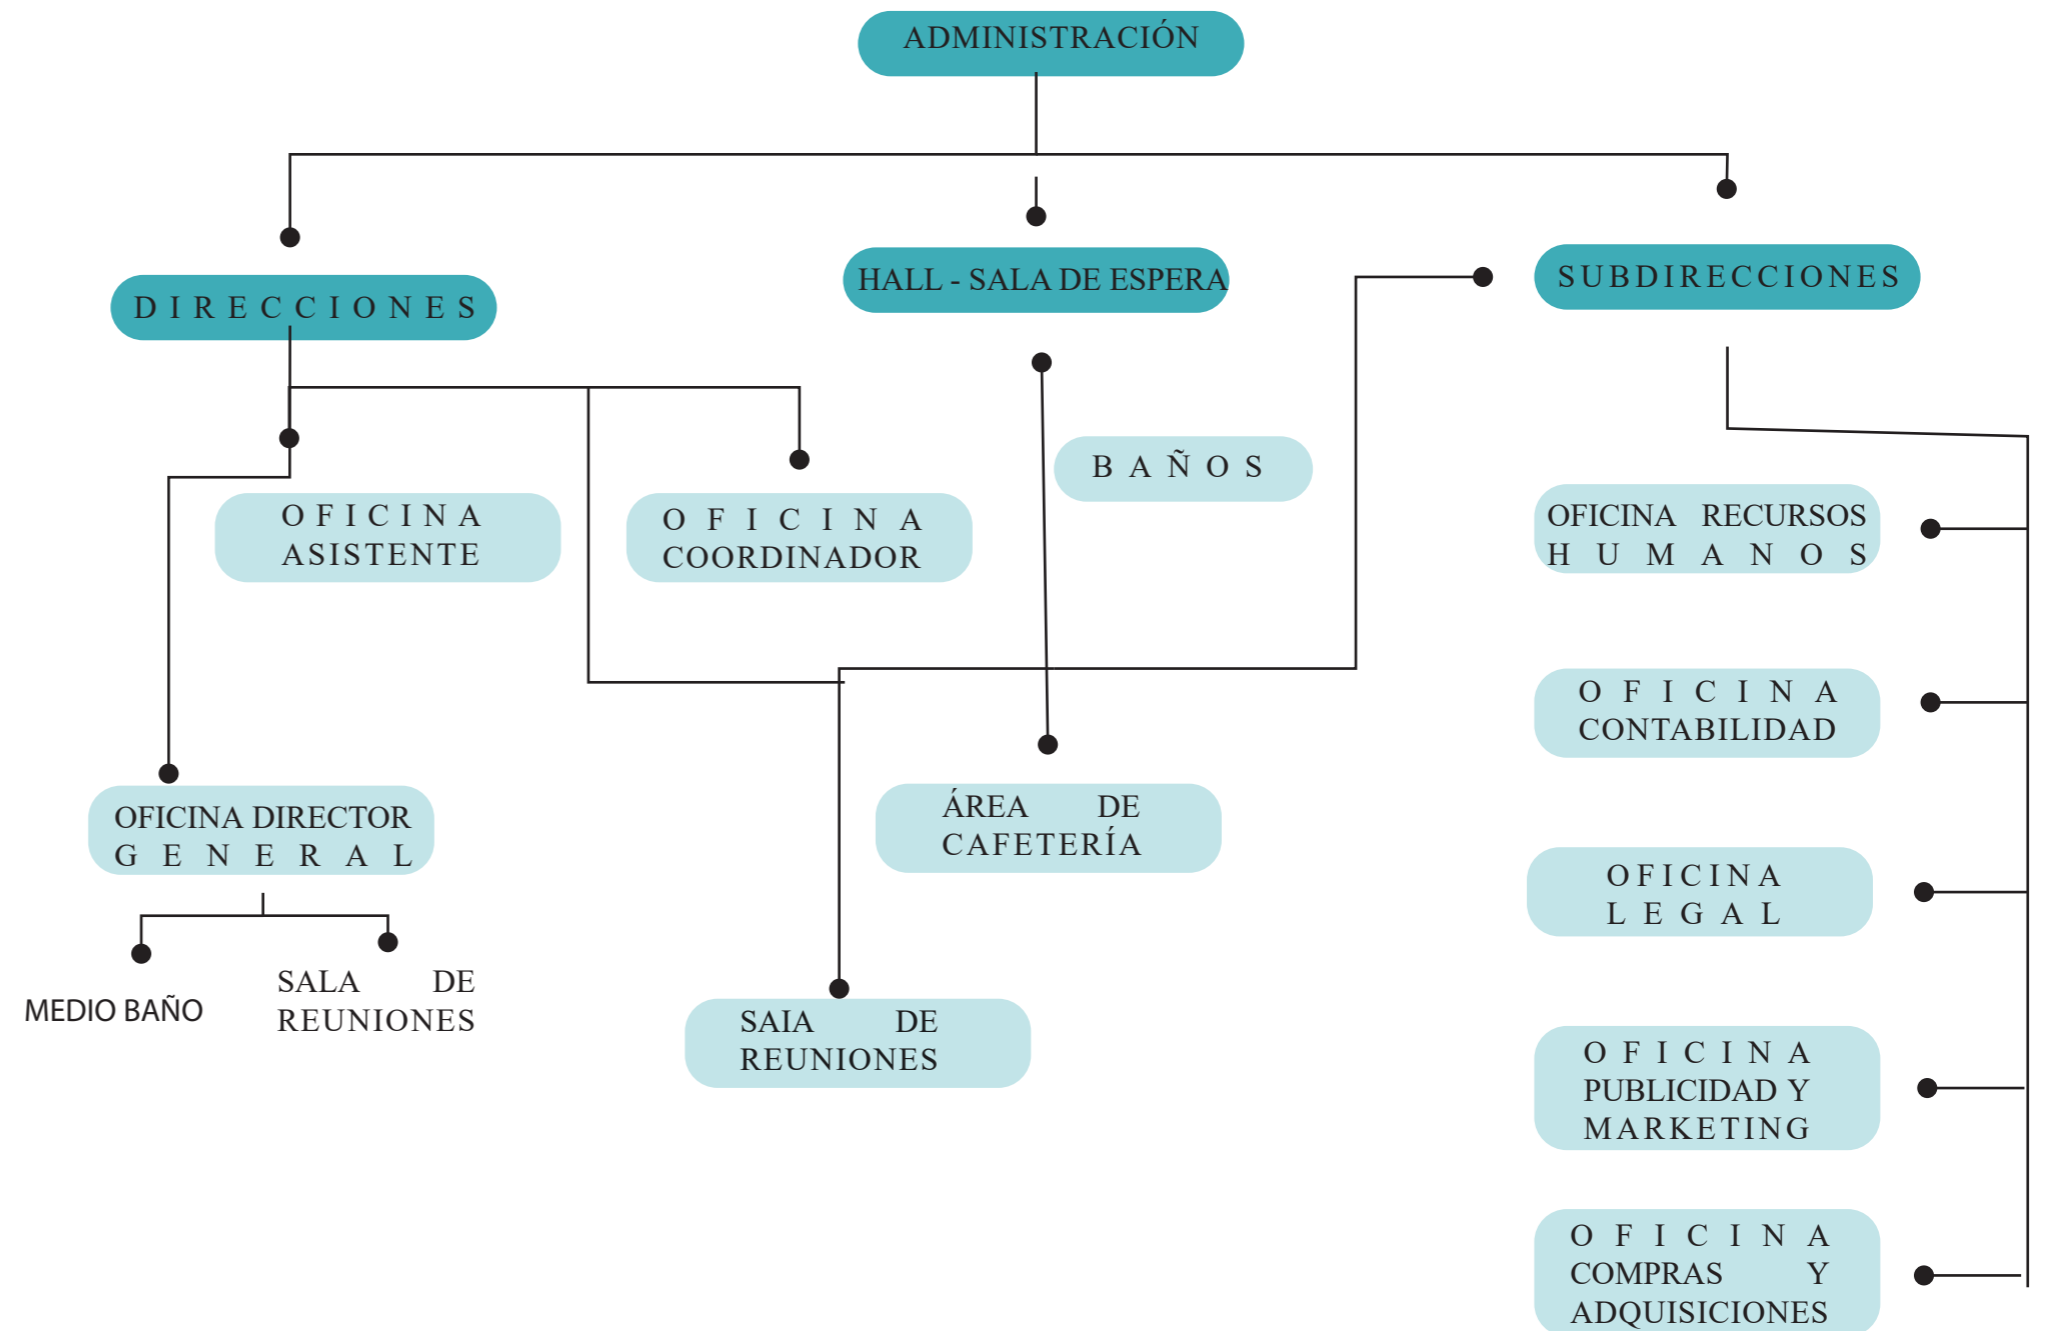 ADMINISTRACIÓN
DIRECCIONES
HALL - SALA DE ESPERA
SUBDIRECCIONES
OFICINA
ASISTENTE
OFICINA
COORDINADOR
BAÑOS
OFICINA RECURSOS
HUMANOS
OFICINA
CONTABILIDAD
OFICINA DIRECTOR
GENERAL
ÁREA DE
CAFETERÍA
OFICINA
LEGAL
MEDIO BAÑO
SALA DE
REUNIONES
SAIA DE
REUNIONES
OFICINA
PUBLICIDAD Y
MARKETING
OFICINA
COMPRAS Y
ADQUISICIONES